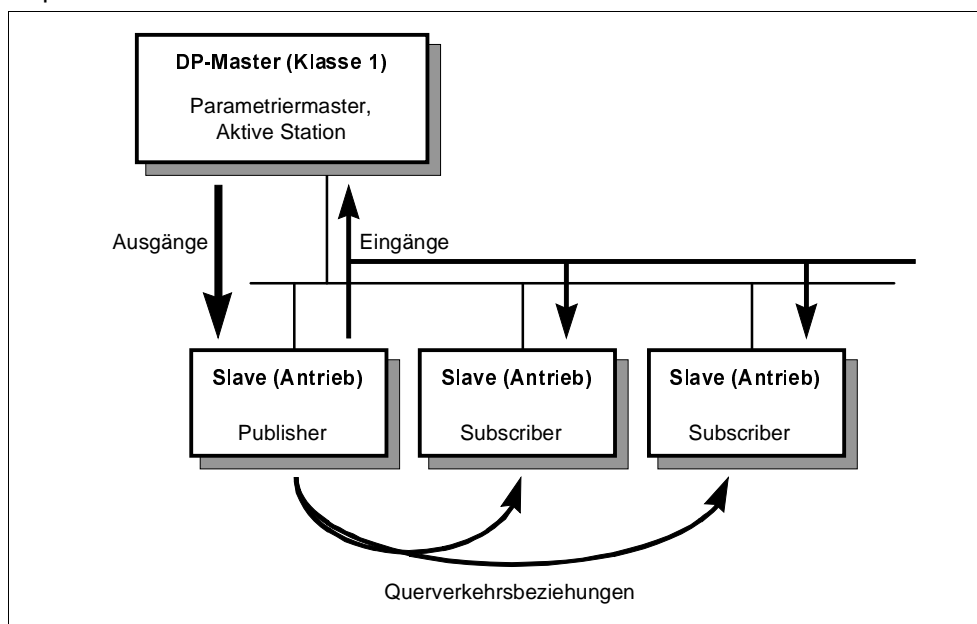 DP-Master (Klasse 1)
Parametriermaster,
Aktive Station
Ausgänge
Eingänge
Slave (Antrieb)
Publisher
Slave (Antrieb)
Subscriber
Slave (Antrieb)
Subscriber
Querverkehrsbeziehungen